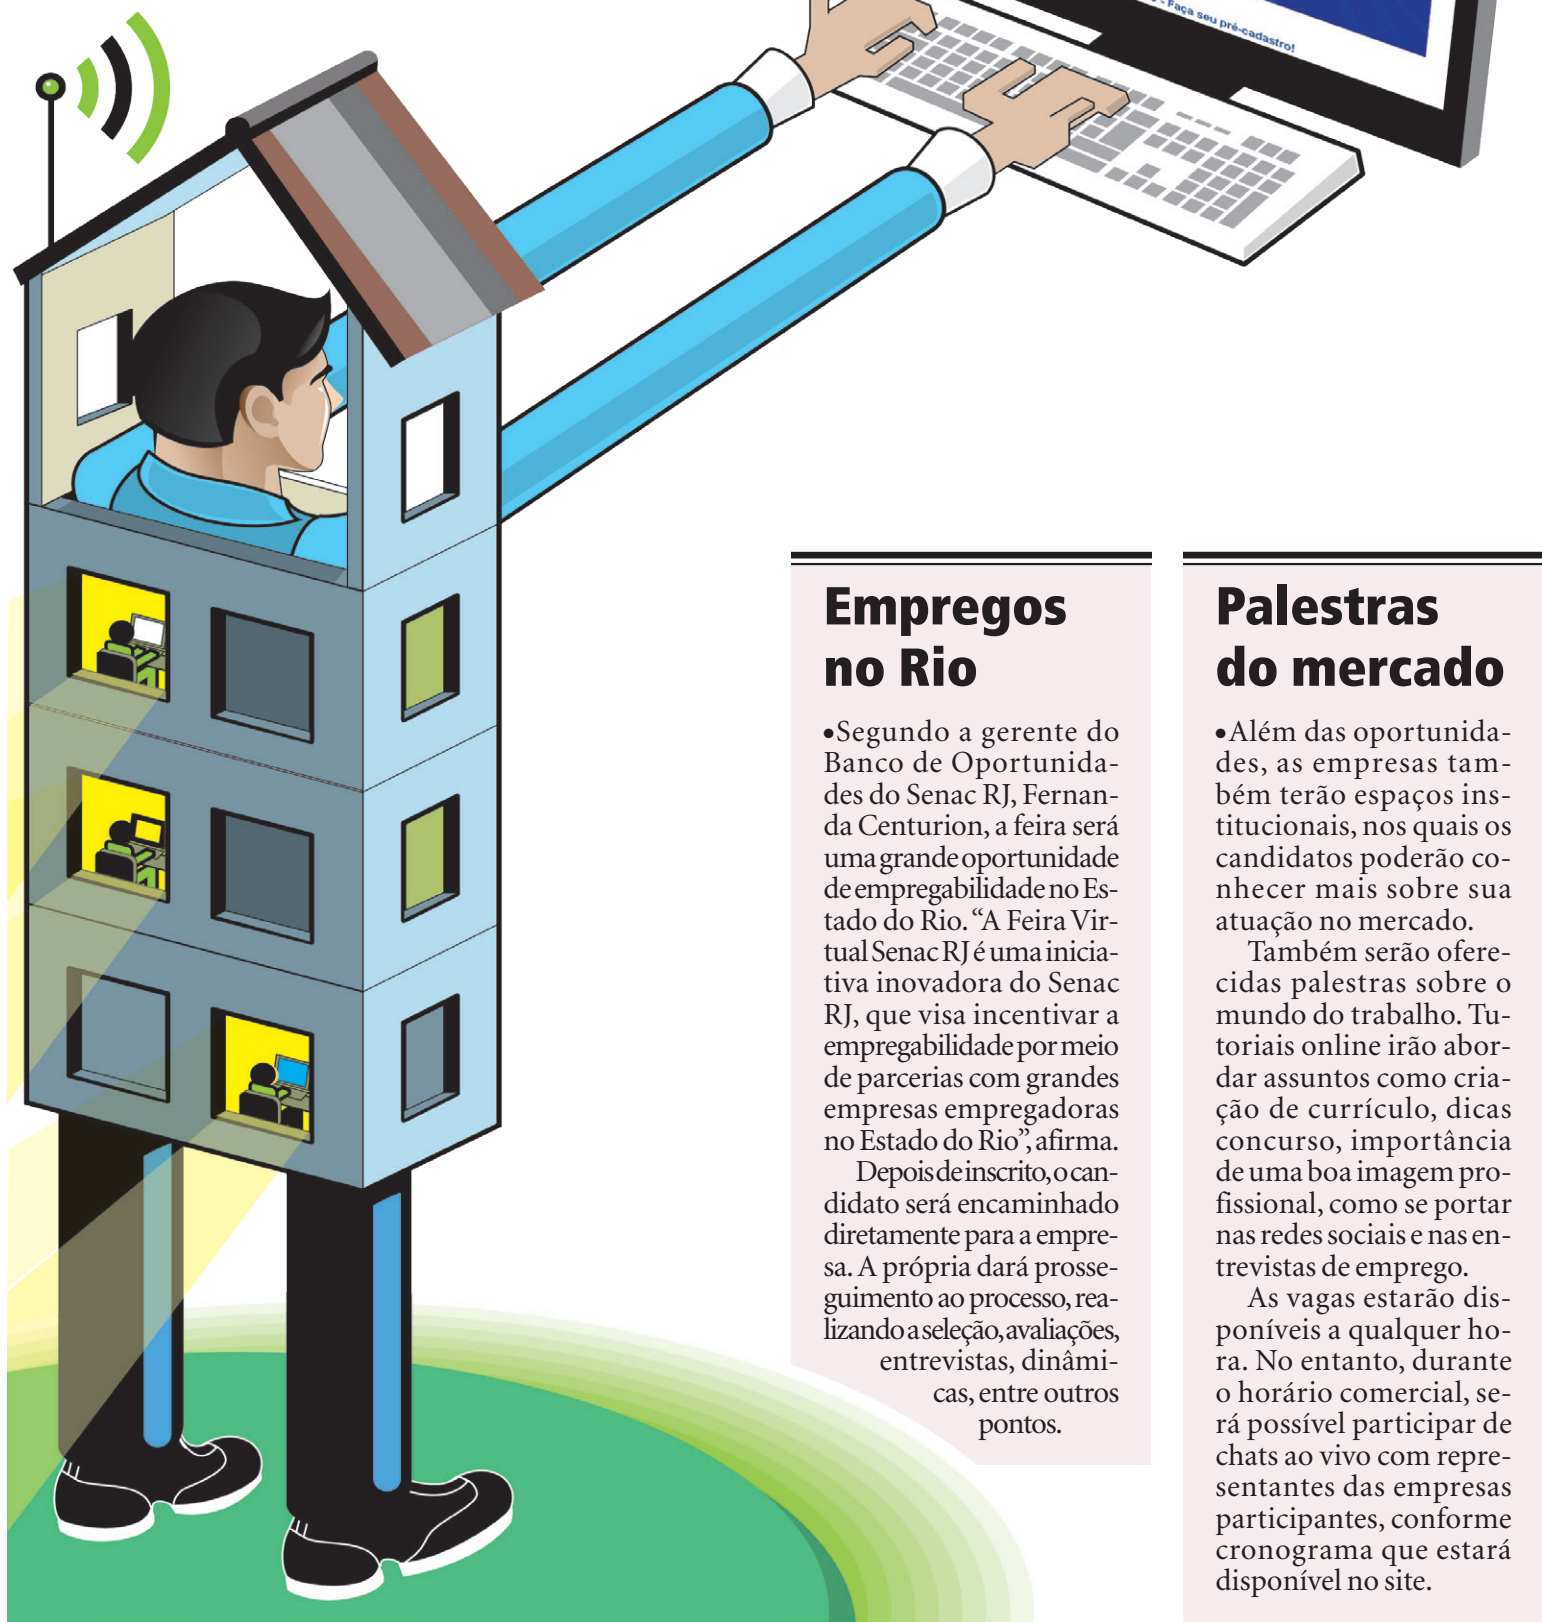 - Faça seu pré-cadastro!
Empregos
no Rio
•Segundo a gerente do
Banco de Oportunida-
des do Senac RJ, Fernan-
da Centurion, a feira será
uma grande oportunidade
de empregabilidade no Es-
tado do Rio. “A Feira Vir-
tual Senac RJ é uma inicia-
tiva inovadora do Senac
RJ, que visa incentivar a
empregabilidade por meio
de parcerias com grandes
empresas empregadoras
no Estado do Rio”, afirma.
Depois de inscrito, o can-
didato será encaminhado
diretamente para a empre-
sa. A própria dará prosse-
guimento ao processo, rea-
lizando a seleção, avaliações,
entrevistas, dinâmi-
cas, entre outros
pontos.
Palestras
do mercado
•Além das oportunida-
des, as empresas tam-
bém terão espaços ins-
titucionais, nos quais os
candidatos poderão co-
nhecer mais sobre sua
atuação no mercado.
Também serão ofere-
cidas palestras sobre o
mundo do trabalho. Tu-
toriais online irão abor-
dar assuntos como cria-
ção de currículo, dicas
concurso, importância
de uma boa imagem pro-
fissional, como se portar
nas redes sociais e nas en-
trevistas de emprego.
As vagas estarão dis-
poníveis a qualquer ho-
ra. No entanto, durante
o horário comercial, se-
rá possível participar de
chats ao vivo com repre-
sentantes das empresas
participantes, conforme
cronograma que estará
disponível no site.